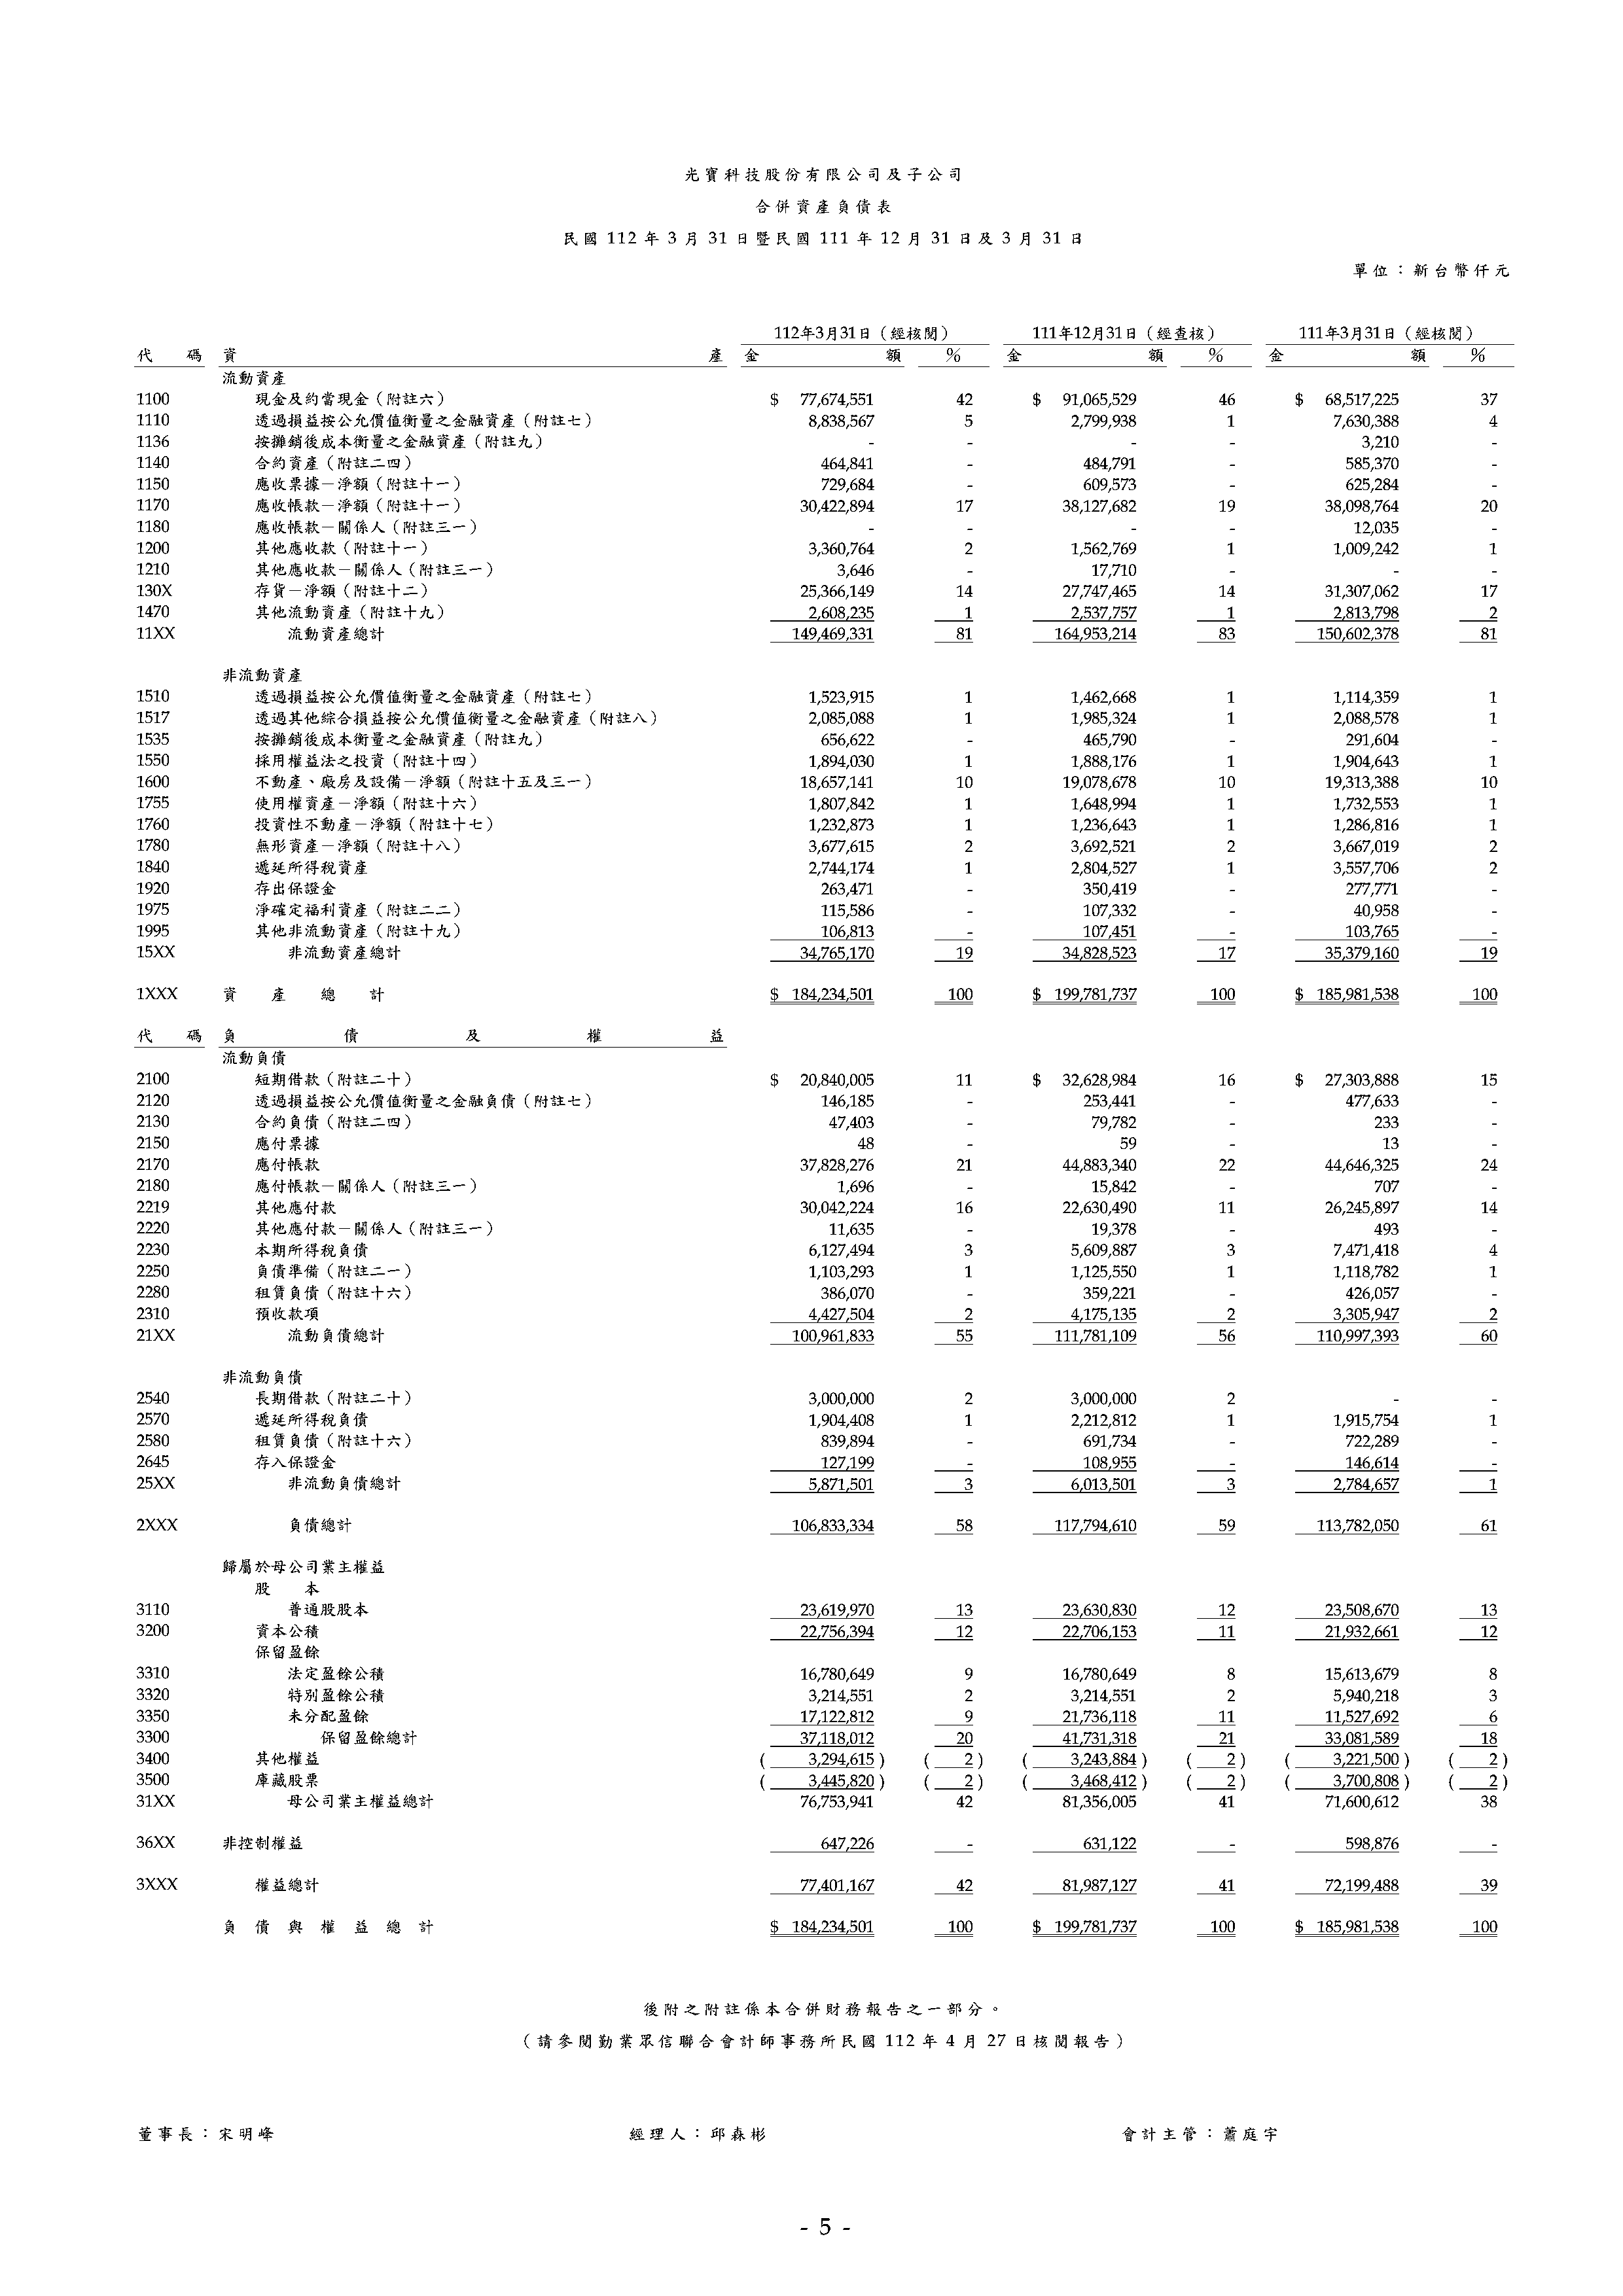 光寶科技股份有限公司及子公司
合併資產負債表
民國 112 年 3 月 31 日暨民國 111 年 12 月 31 日及 3 月 31 日
單位：新台幣仟元
112年3月31日（經核閱） 111年12月31日（經查核） 111年3月31日（經核閱）
代 碼 資 產 金 額 % 金 額 % 金 額 %
流動資產
1100 現金及約當現金（附註六） $ 77,674,551 42 $ 91,065,529 46 $ 68,517,225 37
1110 透過損益按公允價值衡量之金融資產（附註七） 8,838,567 5 2,799,938 1 7,630,388 4
1136 按攤銷後成本衡量之金融資產（附註九） - - - - 3,210 -
1140 合約資產（附註二四） 464,841 - 484,791 - 585,370 -
1150 應收票據－淨額（附註十一） 729,684 - 609,573 - 625,284 -
1170 應收帳款－淨額（附註十一） 30,422,894 17 38,127,682 19 38,098,764 20
1180 應收帳款－關係人（附註三一） - - - - 12,035 -
1200 其他應收款（附註十一） 3,360,764 2 1,562,769 1 1,009,242 1
1210 其他應收款－關係人（附註三一） 3,646 - 17,710 - - -
130X 存貨－淨額（附註十二） 25,366,149 14 27,747,465 14 31,307,062 17
1470 其他流動資產（附註十九） 2,608,235 1 2,537,757 1 2,813,798 2
11XX 流動資產總計 149,469,331 81 164,953,214 83 150,602,378 81
非流動資產
1510 透過損益按公允價值衡量之金融資產（附註七） 1,523,915 1 1,462,668 1 1,114,359 1
1517 透過其他綜合損益按公允價值衡量之金融資產（附註八） 2,085,088 1 1,985,324 1 2,088,578 1
1535 按攤銷後成本衡量之金融資產（附註九） 656,622 - 465,790 - 291,604 -
1550 採用權益法之投資（附註十四） 1,894,030 1 1,888,176 1 1,904,643 1
1600 不動產、廠房及設備－淨額（附註十五及三一） 18,657,141 10 19,078,678 10 19,313,388 10
1755 使用權資產－淨額（附註十六） 1,807,842 1 1,648,994 1 1,732,553 1
1760 投資性不動產－淨額（附註十七） 1,232,873 1 1,236,643 1 1,286,816 1
1780 無形資產－淨額（附註十八） 3,677,615 2 3,692,521 2 3,667,019 2
1840 遞延所得稅資產 2,744,174 1 2,804,527 1 3,557,706 2
1920 存出保證金 263,471 - 350,419 - 277,771 -
1975 淨確定福利資產（附註二二） 115,586 - 107,332 - 40,958 -
1995 其他非流動資產（附註十九） 106,813 - 107,451 - 103,765 -
15XX 非流動資產總計 34,765,170 19 34,828,523 17 35,379,160 19
1XXX 資 產 總 計 $ 184,234,501 100 $ 199,781,737 100 $ 185,981,538 100
代 碼 負 債 及 權 益
流動負債
2100 短期借款（附註二十） $ 20,840,005 11 $ 32,628,984 16 $ 27,303,888 15
2120 透過損益按公允價值衡量之金融負債（附註七） 146,185 - 253,441 - 477,633 -
2130 合約負債（附註二四） 47,403 - 79,782 - 233 -
2150 應付票據 48 - 59 - 13 -
2170 應付帳款 37,828,276 21 44,883,340 22 44,646,325 24
2180 應付帳款－關係人（附註三一） 1,696 - 15,842 - 707 -
2219 其他應付款 30,042,224 16 22,630,490 11 26,245,897 14
2220 其他應付款－關係人（附註三一） 11,635 - 19,378 - 493 -
2230 本期所得稅負債 6,127,494 3 5,609,887 3 7,471,418 4
2250 負債準備（附註二一） 1,103,293 1 1,125,550 1 1,118,782 1
2280 租賃負債（附註十六） 386,070 - 359,221 - 426,057 -
2310 預收款項 4,427,504 2 4,175,135 2 3,305,947 2
21XX 流動負債總計 100,961,833 55 111,781,109 56 110,997,393 60
非流動負債
2540 長期借款（附註二十） 3,000,000 2 3,000,000 2 - -
2570 遞延所得稅負債 1,904,408 1 2,212,812 1 1,915,754 1
2580 租賃負債（附註十六） 839,894 - 691,734 - 722,289 -
2645 存入保證金 127,199 - 108,955 - 146,614 -
25XX 非流動負債總計 5,871,501 3 6,013,501 3 2,784,657 1
2XXX 負債總計 106,833,334 58 117,794,610 59 113,782,050 61
歸屬於母公司業主權益
股 本
3110 普通股股本 23,619,970 13 23,630,830 12 23,508,670 13
3200 資本公積 22,756,394 12 22,706,153 11 21,932,661 12
保留盈餘
3310 法定盈餘公積 16,780,649 9 16,780,649 8 15,613,679 8
3320 特別盈餘公積 3,214,551 2 3,214,551 2 5,940,218 3
3350 未分配盈餘 17,122,812 9 21,736,118 11 11,527,692 6
3300 保留盈餘總計 37,118,012 20 41,731,318 21 33,081,589 18
3400 其他權益 ( 3,294,615 ) ( 2 ) ( 3,243,884 ) ( 2 ) ( 3,221,500 ) ( 2 )
3500 庫藏股票 ( 3,445,820 ) ( 2 ) ( 3,468,412 ) ( 2 ) ( 3,700,808 ) ( 2 )
31XX 母公司業主權益總計 76,753,941 42 81,356,005 41 71,600,612 38
36XX 非控制權益 647,226 - 631,122 - 598,876 -
3XXX 權益總計 77,401,167 42 81,987,127 41 72,199,488 39
負 債 與 權 益 總 計 $ 184,234,501 100 $ 199,781,737 100 $ 185,981,538 100
後附之附註係本合併財務報告之一部分。
（請參閱勤業眾信聯合會計師事務所民國 112 年 4 月 27 日核閱報告）
董事長：宋明峰 經理人：邱森彬 會計主管：蕭庭宇
- 5 -